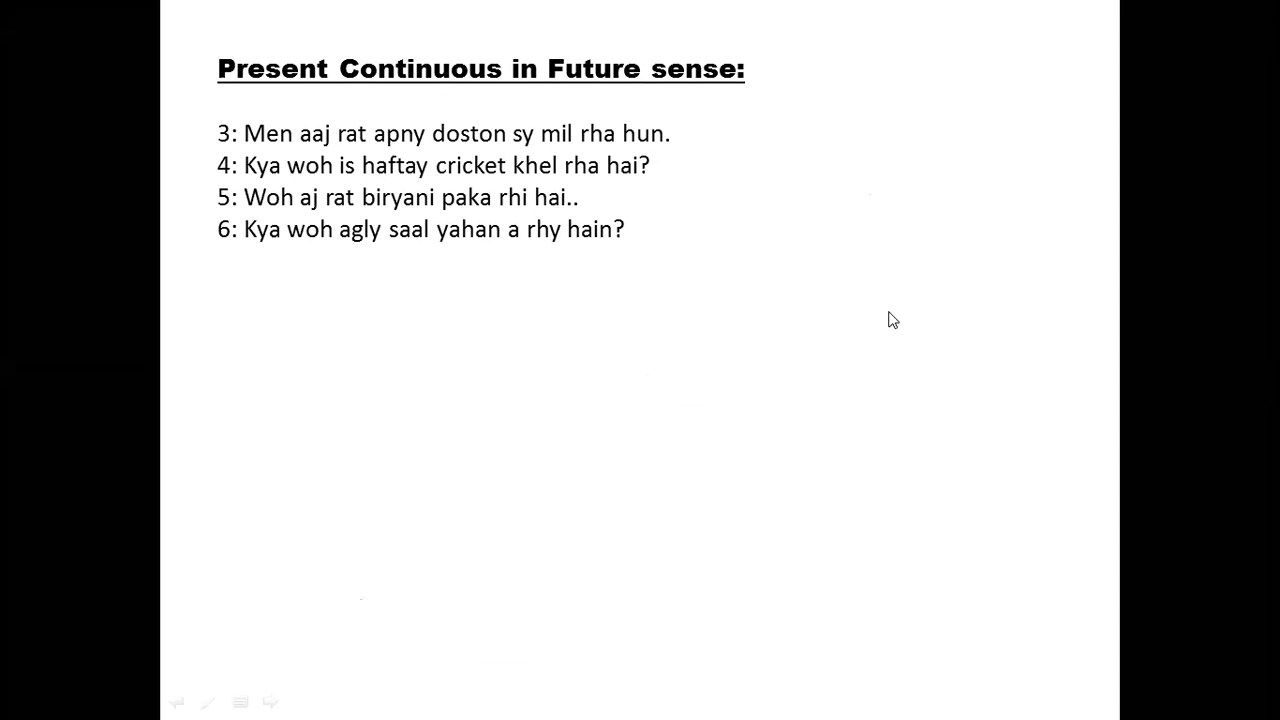 Present Continuous in Future sense:
3: Men aaj rat apny doston sy mil rha hun.
4: Kya woh is haftay cricket khel rha hai?
5: Woh aj rat biryani paka rhi hai..
6: Kya woh agly saal yahan a rhy hain?